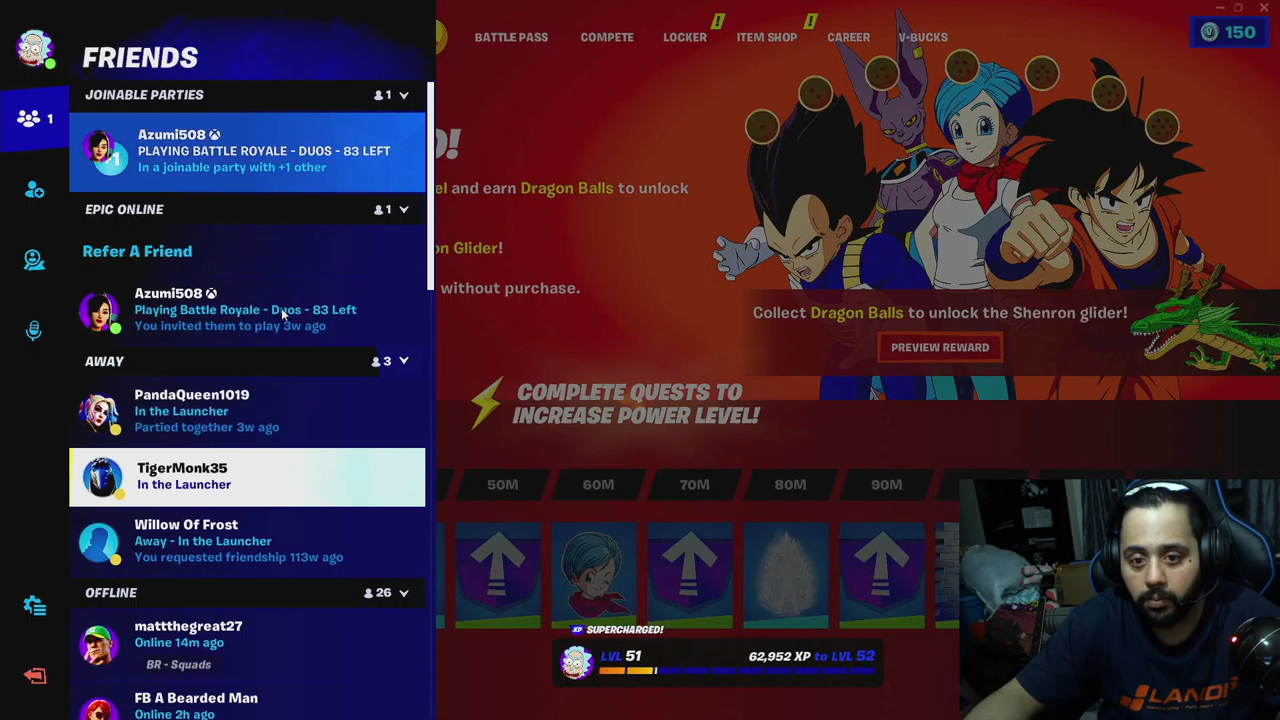 FRIENDS
BATTLE PASS
COMPETE
LOCKER
ITEM SHOP
CAREER
V-BUCKS
150
1
JOINABLE PARTIES
1
Azumi508
+1
PLAYING BATTLE ROYALE - DUOS - 83 LEFT
In a joinable party with +1 other
EPIC ONLINE
1
Refer A Friend
Azumi508
Playing Battle Royale - Duos - 83 Left
You invited them to play 3w ago
AWAY
3
PandaQueen1019
In the Launcher
Partied together 3w ago
TigerMonk35
In the Launcher
Willow Of Frost
Away - In the Launcher
You requested friendship 113w ago
OFFLINE
26
mattthegreat27
Online 14m ago
BR - Squads
FB A Bearded Man
Online 2h ago
and earn Dragon Balls to unlock
Glider!
without purchase.
Collect Dragon Balls to unlock the Shenron glider!
PREVIEW REWARD
COMPLETE QUESTS TO
INCREASE POWER LEVEL!
50M
60M
70M
80M
90M
XP SUPERCHARGED!
LVL 51
62,952 XP to LVL 52